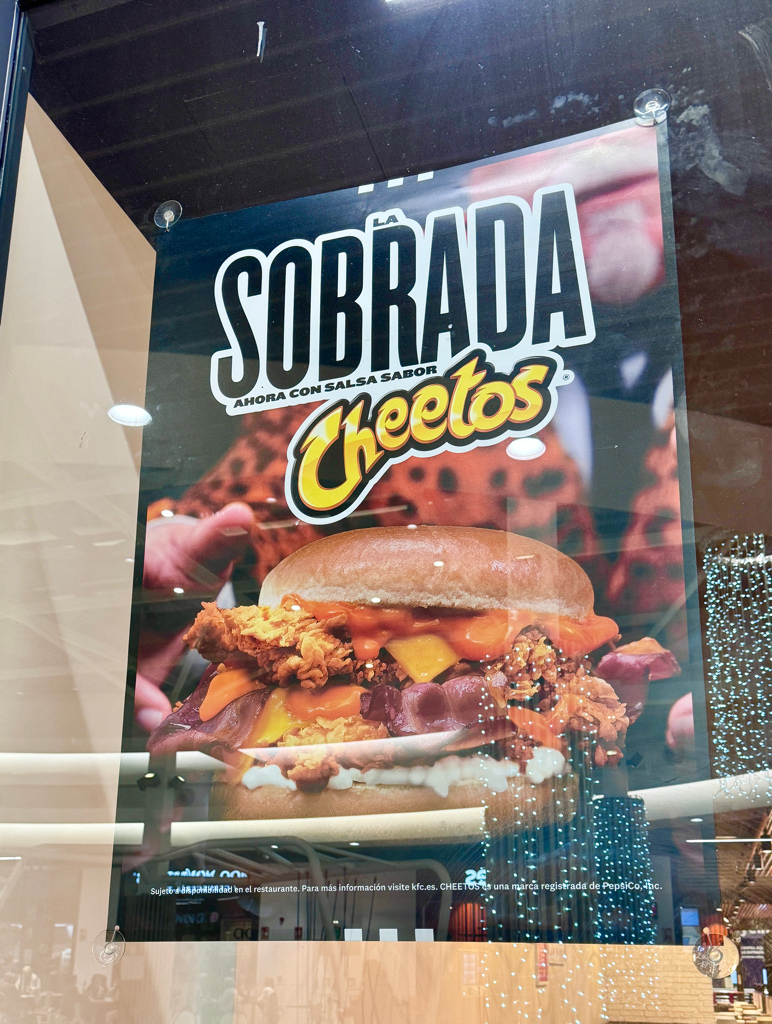 LA
SOBRADA
AHORA CON SALSA SABOR
Cheetos®
Sujeto a disponibilidad en el restaurante. Para más información visite kfc.es. CHEETOS es una marca registrada de PepsiCo, Inc.